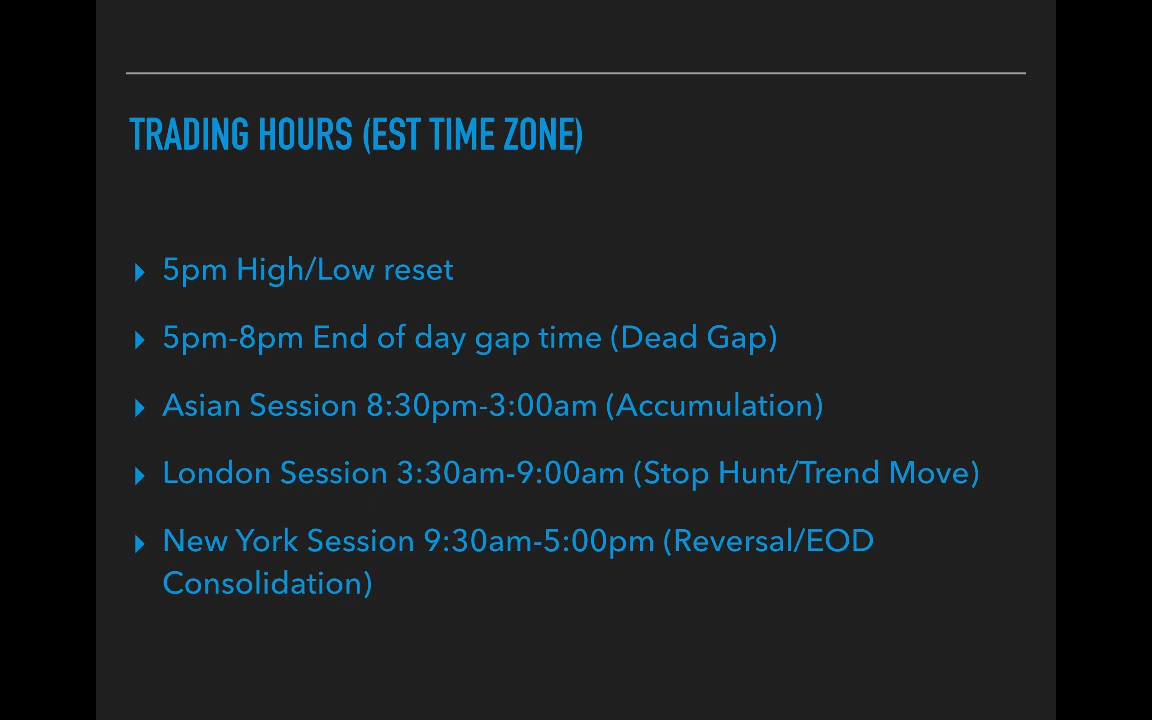 TRADING HOURS (EST TIME ZONE)
▸ 5pm High/Low reset
▸ 5pm-8pm End of day gap time (Dead Gap)
▸ Asian Session 8:30pm-3:00am (Accumulation)
▸ London Session 3:30am-9:00am (Stop Hunt/Trend Move)
▸ New York Session 9:30am-5:00pm (Reversal/EOD
Consolidation)